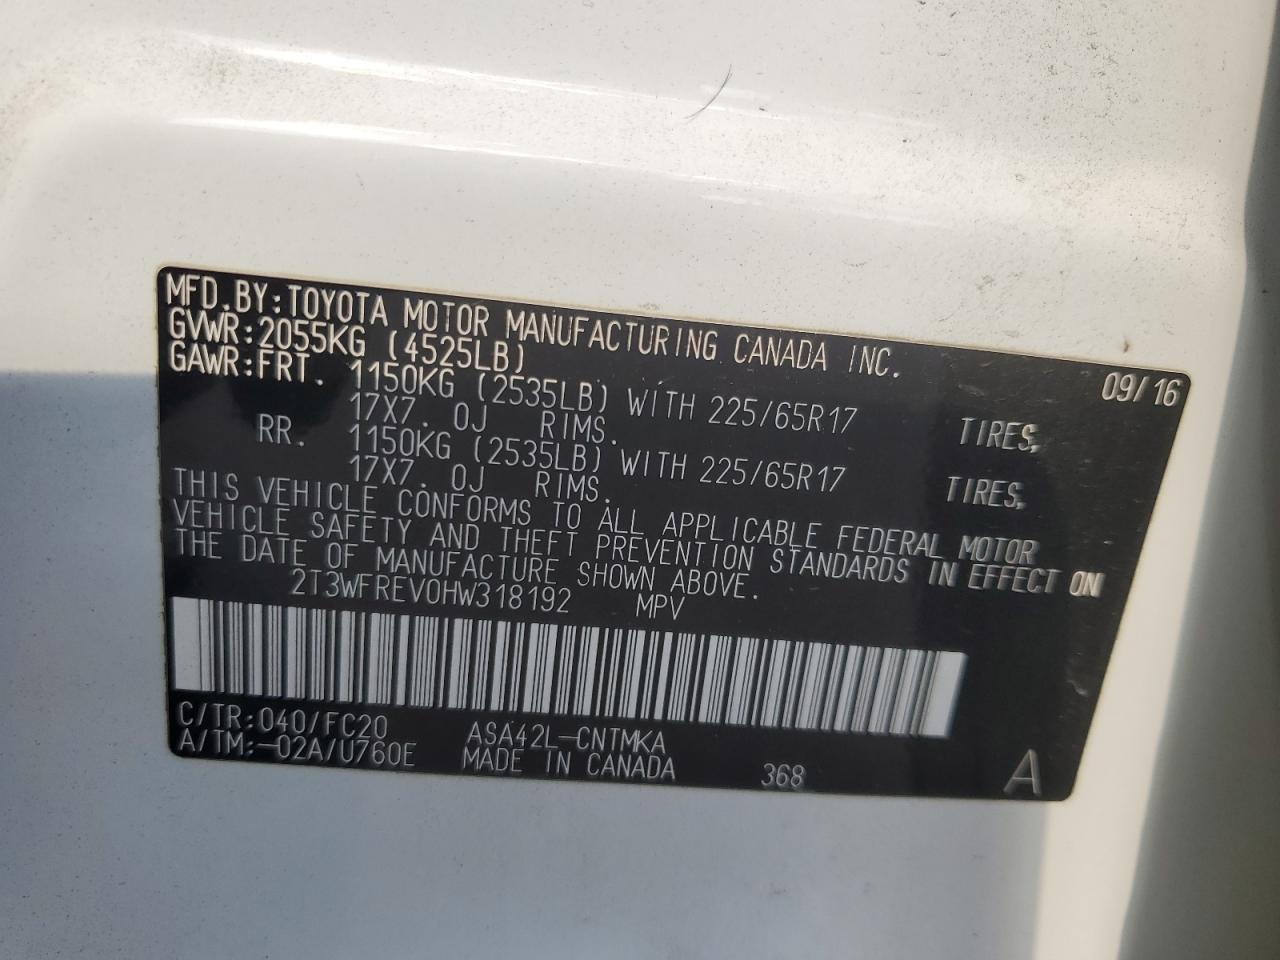 MFD.BY:TOYOTA MOTOR MANUFACTURING CANADA INC.
GVWR:2055KG (4525LB) 09/16
GAWR:FRT. 1150KG (2535LB) WITH 225/65R17 TIRES,
17X7.0J RIMS.
RR. 1150KG (2535LB) WITH 225/65R17 TIRES,
17X7.0J RIMS.
THIS VEHICLE CONFORMS TO ALL APPLICABLE FEDERAL MOTOR
VEHICLE SAFETY AND THEFT PREVENTION STANDARDS IN EFFECT ON
THE DATE OF MANUFACTURE SHOWN ABOVE.
2T3WFREV0HW318192 MPV
C/TR:040/FC20 ASA42L-CNTMKA
A/TM:-02A/U760E MADE IN CANADA 368 A